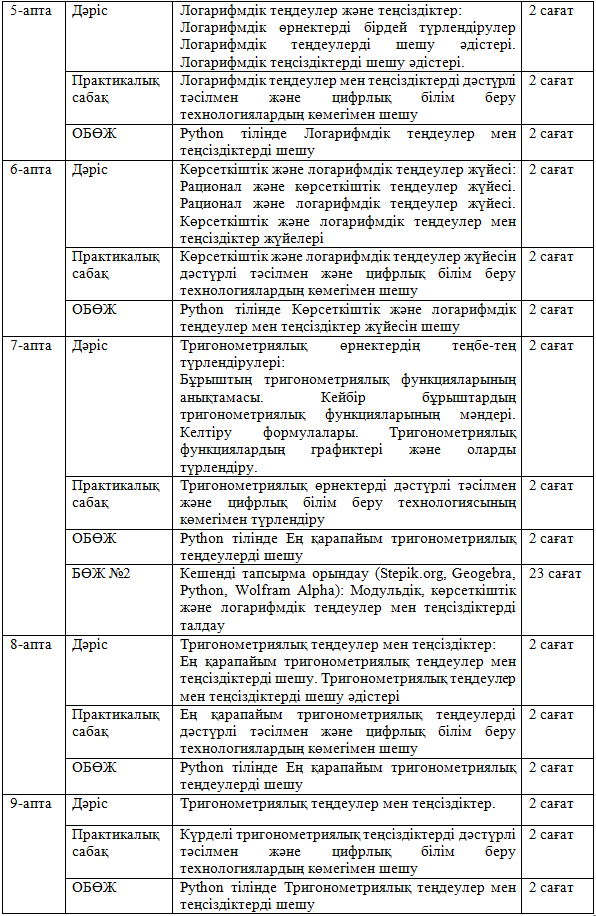 5-апта Дәріс Логарифмдік теңдеулер және теңсіздіктер: 2 сағат
Логарифмдік өрнектерді бірдей түрлендірулер
Логарифмдік теңдеулерді шешу әдістері.
Логарифмдік теңсіздіктерді шешу әдістері.
Практикалық Логарифмдік теңдеулер мен теңсіздіктерді дәстүрлі 2 сағат
сабақ тәсілмен және цифрлық білім беру
технологиялардың көмегімен шешу
ОБӨЖ Python тілінде Логарифмдік теңдеулер мен 2 сағат
теңсіздіктерді шешу
6-апта Дәріс Көрсеткіштік және логарифмдік теңдеулер жүйесі: 2 сағат
Рационал және көрсеткіштік теңдеулер жүйесі.
Рационал және логарифмдік теңдеулер жүйесі.
Көрсеткіштік және логарифмдік теңдеулер мен
теңсіздіктер жүйелері
Практикалық Көрсеткіштік және логарифмдік теңдеулер жүйесін 2 сағат
сабақ дәстүрлі тәсілмен және цифрлық білім беру
технологиялардың көмегімен шешу
ОБӨЖ Python тілінде Көрсеткіштік және логарифмдік 2 сағат
теңдеулер мен теңсіздіктер жүйесін шешу
7-апта Дәріс Тригонометриялық өрнектердің теңбе-тең 2 сағат
түрлендірулері:
Бұрыштың тригонометриялық функцияларының
анықтамасы. Кейбір бұрыштардың
тригонометриялық функцияларының мәндері.
Келтіру формулалары. Тригонометриялық
функциялардың графиктері және оларды
түрлендіру.
Практикалық Тригонометриялық өрнектерді дәстүрлі тәсілмен 2 сағат
сабақ және цифрлық білім беру технологиясының
көмегімен түрлендіру
ОБӨЖ Python тілінде Ең қарапайым тригонометриялық 2 сағат
теңдеулерді шешу
БӨЖ №2 Кешенді тапсырма орындау (Stepik.org, Geogebra, 23 сағат
Python, Wolfram Alpha): Модульдік, көрсеткіштік
және логарифмдік теңдеулер мен теңсіздіктерді
талдау
8-апта Дәріс Тригонометриялық теңдеулер мен теңсіздіктер: 2 сағат
Ең қарапайым тригонометриялық теңдеулер мен
теңсіздіктерді шешу. Тригонометриялық теңдеулер
мен теңсіздіктерді шешу әдістері
Практикалық Ең қарапайым тригонометриялық теңдеулерді 2 сағат
сабақ дәстүрлі тәсілмен және цифрлық білім беру
технологиялардың көмегімен шешу
ОБӨЖ Python тілінде Ең қарапайым тригонометриялық 2 сағат
теңдеулерді шешу
9-апта Дәріс Тригонометриялық теңдеулер мен теңсіздіктер. 2 сағат
Практикалық Күрделі тригонометриялық теңсіздіктерді дәстүрлі 2 сағат
сабақ тәсілмен және цифрлық білім беру
технологиялардың көмегімен шешу
ОБӨЖ Python тілінде Тригонометриялық теңдеулер мен 2 сағат
теңсіздіктерді шешу